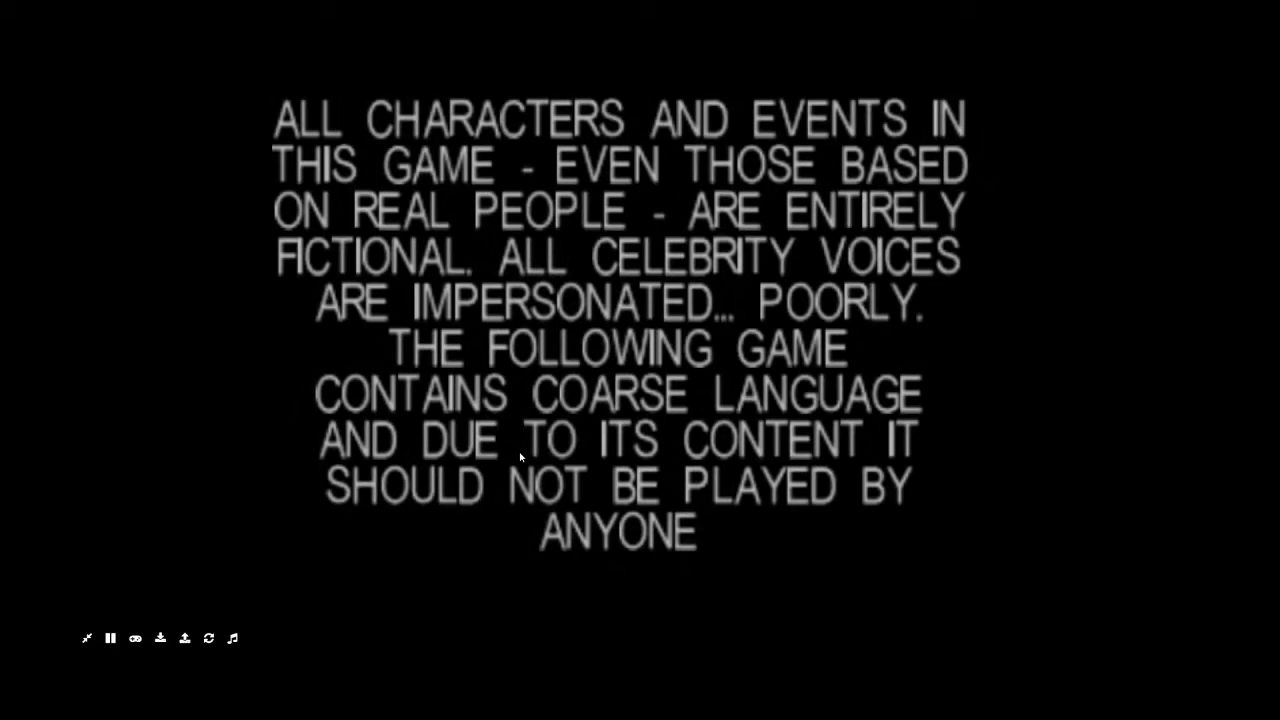 ALL CHARACTERS AND EVENTS IN
THIS GAME - EVEN THOSE BASED
ON REAL PEOPLE - ARE ENTIRELY
FICTIONAL. ALL CELEBRITY VOICES
ARE IMPERSONATED... POORLY.
THE FOLLOWING GAME
CONTAINS COARSE LANGUAGE
AND DUE TO ITS CONTENT IT
SHOULD NOT BE PLAYED BY
ANYONE